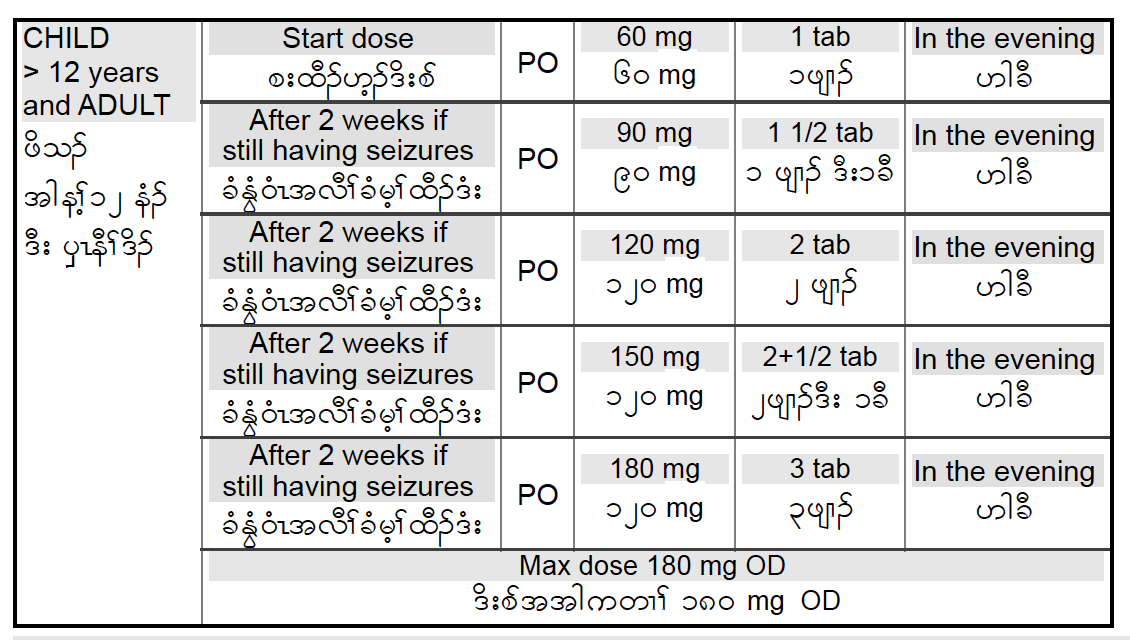 CHILD
> 12 years
and ADULT
ဖိသၣ်
အါန့ၢ်၁၂ နံၣ်
ဒီး ပှၤနီၢ်ဒိၣ်
Start dose
စးထီၣ်ဟ့ၣ်ဒိးစ်
PO
60 mg
၆၀ mg
1 tab
၁ဖျၢၣ်
In the evening
ဟါခီ
After 2 weeks if
still having seizures
ခံနွံဝံၤအလီၢ်ခံမ့ၢ်ထီၣ်ဒံး
PO
90 mg
၉၀ mg
1 1/2 tab
၁ ဖျၢၣ် ဒီး၁ခီ
In the evening
ဟါခီ
After 2 weeks if
still having seizures
ခံနွံဝံၤအလီၢ်ခံမ့ၢ်ထီၣ်ဒံး
PO
120 mg
၁၂၀ mg
2 tab
၂ ဖျၢၣ်
In the evening
ဟါခီ
After 2 weeks if
still having seizures
ခံနွံဝံၤအလီၢ်ခံမ့ၢ်ထီၣ်ဒံး
PO
150 mg
၁၂၀ mg
2+1/2 tab
၂ဖျၢၣ်ဒီး ၁ခီ
In the evening
ဟါခီ
After 2 weeks if
still having seizures
ခံနွံဝံၤအလီၢ်ခံမ့ၢ်ထီၣ်ဒံး
PO
180 mg
၁၂၀ mg
3 tab
၃ဖျၢၣ်
In the evening
ဟါခီ
Max dose 180 mg OD
ဒိးစ်အအါကတၢၢ် ၁၈၀ mg OD